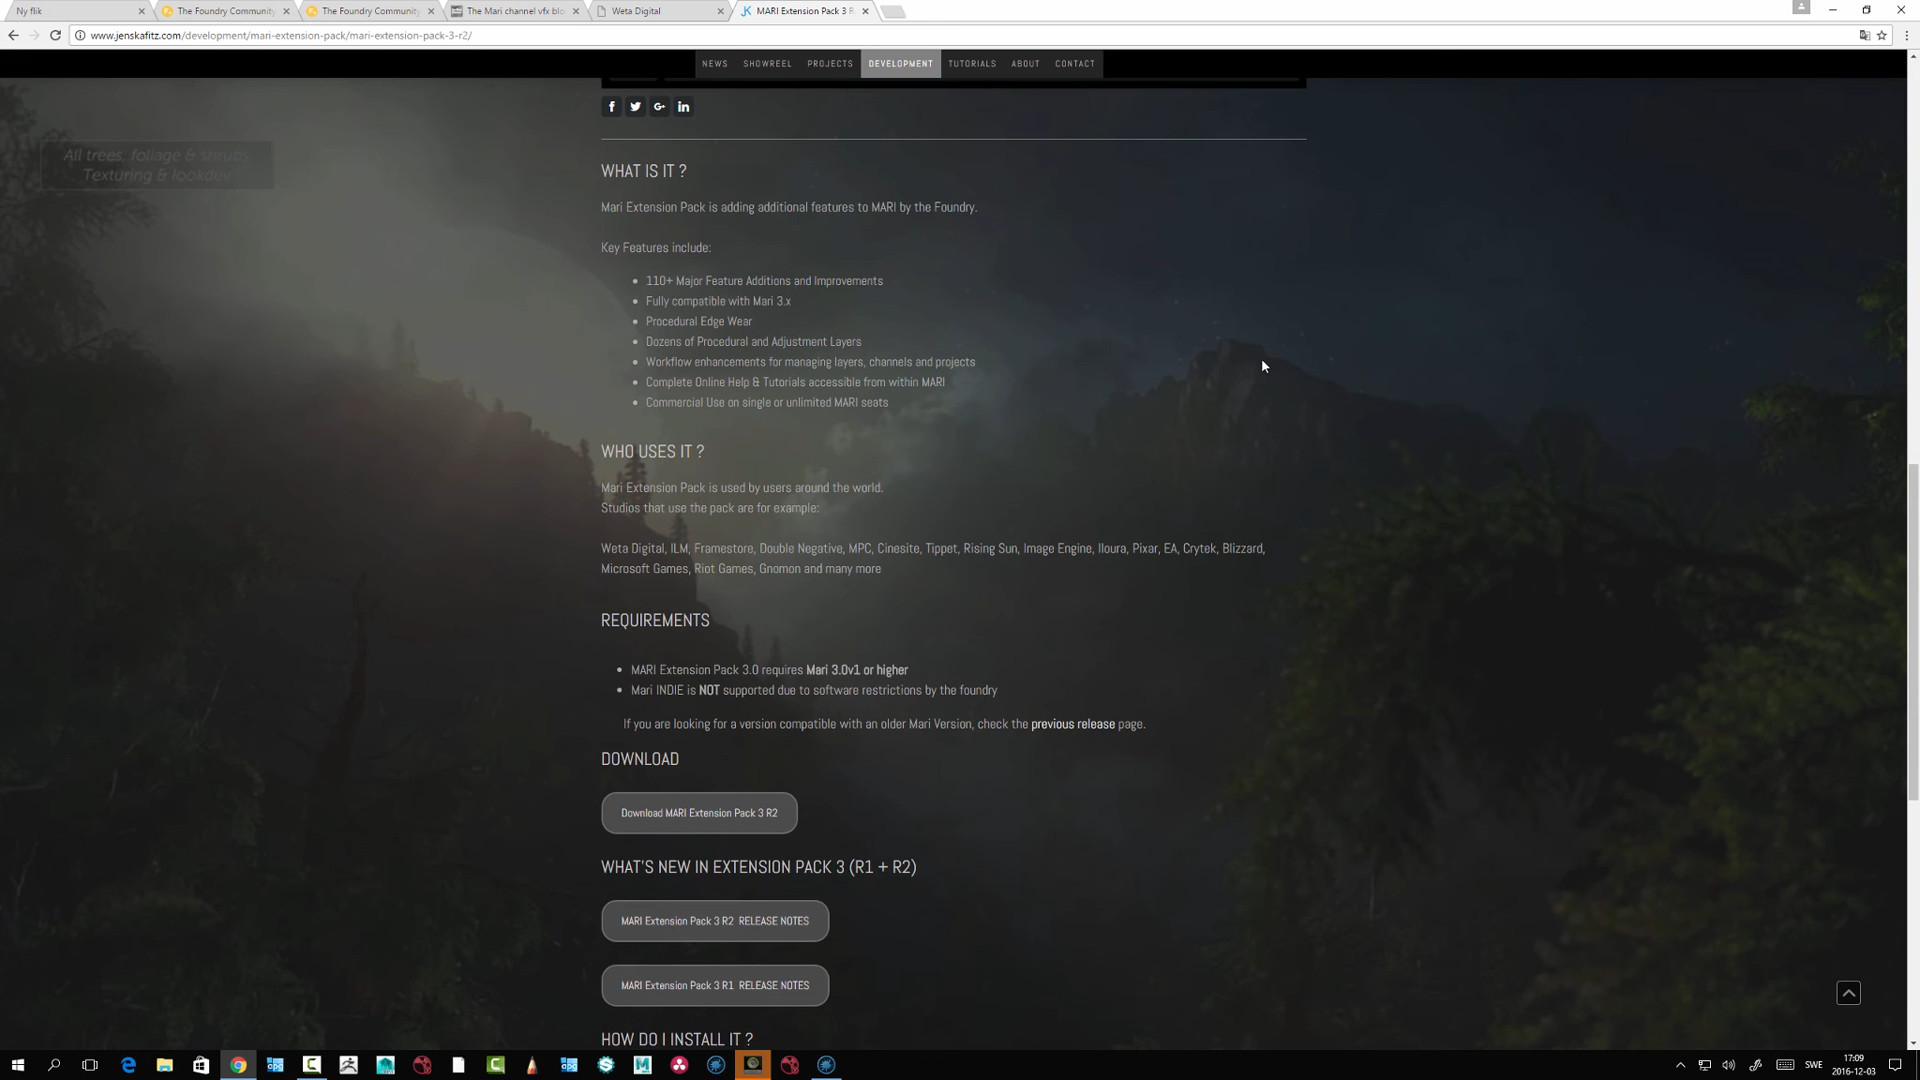 Ny flik
The Foundry Community
The Foundry Community
The Mari channel vfx blo
Weta Digital
MARI Extension Pack 3 R
www.jenskafitz.com/development/mari-extension-pack/mari-extension-pack-3-r2/
NEWS SHOWREEL PROJECTS DEVELOPMENT TUTORIALS ABOUT CONTACT
All trees, foliage & shrubs
Texturing & lookdev
WHAT IS IT ?
Mari Extension Pack is adding additional features to MARI by the Foundry.
Key Features include:
110+ Major Feature Additions and Improvements
Fully compatible with Mari 3.x
Procedural Edge Wear
Dozens of Procedural and Adjustment Layers
Workflow enhancements for managing layers, channels and projects
Complete Online Help & Tutorials accessible from within MARI
Commercial Use on single or unlimited MARI seats
WHO USES IT ?
Mari Extension Pack is used by users around the world.
Studios that use the pack are for example:
Weta Digital, ILM, Framestore, Double Negative, MPC, Cinesite, Tippet, Rising Sun, Image Engine, Iloura, Pixar, EA, Crytek, Blizzard,
Microsoft Games, Riot Games, Gnomon and many more
REQUIREMENTS
MARI Extension Pack 3.0 requires Mari 3.0v1 or higher
Mari INDIE is NOT supported due to software restrictions by the foundry
If you are looking for a version compatible with an older Mari Version, check the previous release page.
DOWNLOAD
Download MARI Extension Pack 3 R2
WHAT'S NEW IN EXTENSION PACK 3 (R1 + R2)
MARI Extension Pack 3 R2 RELEASE NOTES
MARI Extension Pack 3 R1 RELEASE NOTES
HOW DO I INSTALL IT ?
SWE
17:09
2016-12-03